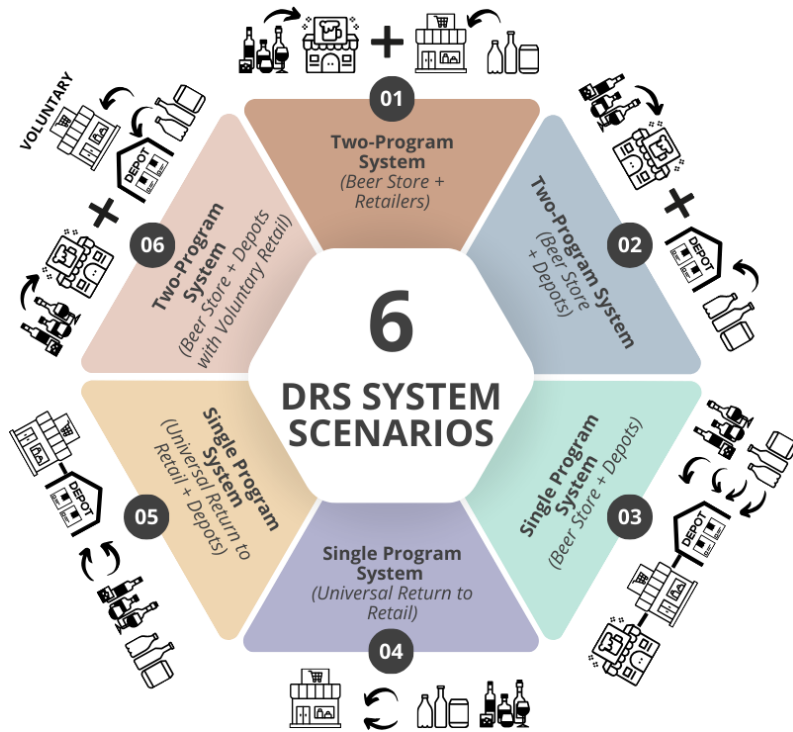 6
DRS SYSTEM
SCENARIOS
01
Two-Program
System
(Beer Store +
Retailers)
02
Two-Program System
(Beer Store
+ Depots)
DEPOT
03
Single Program
System
(Beer Store + Depots)
DEPOT
04
Single Program
System
(Universal Return to
Retail)
05
Single Program
System
(Universal Return to
Retail + Depots)
DEPOT
06
Two-Program
System
(Beer Store + Depots
with Voluntary Retail)
VOLUNTARY
DEPOT